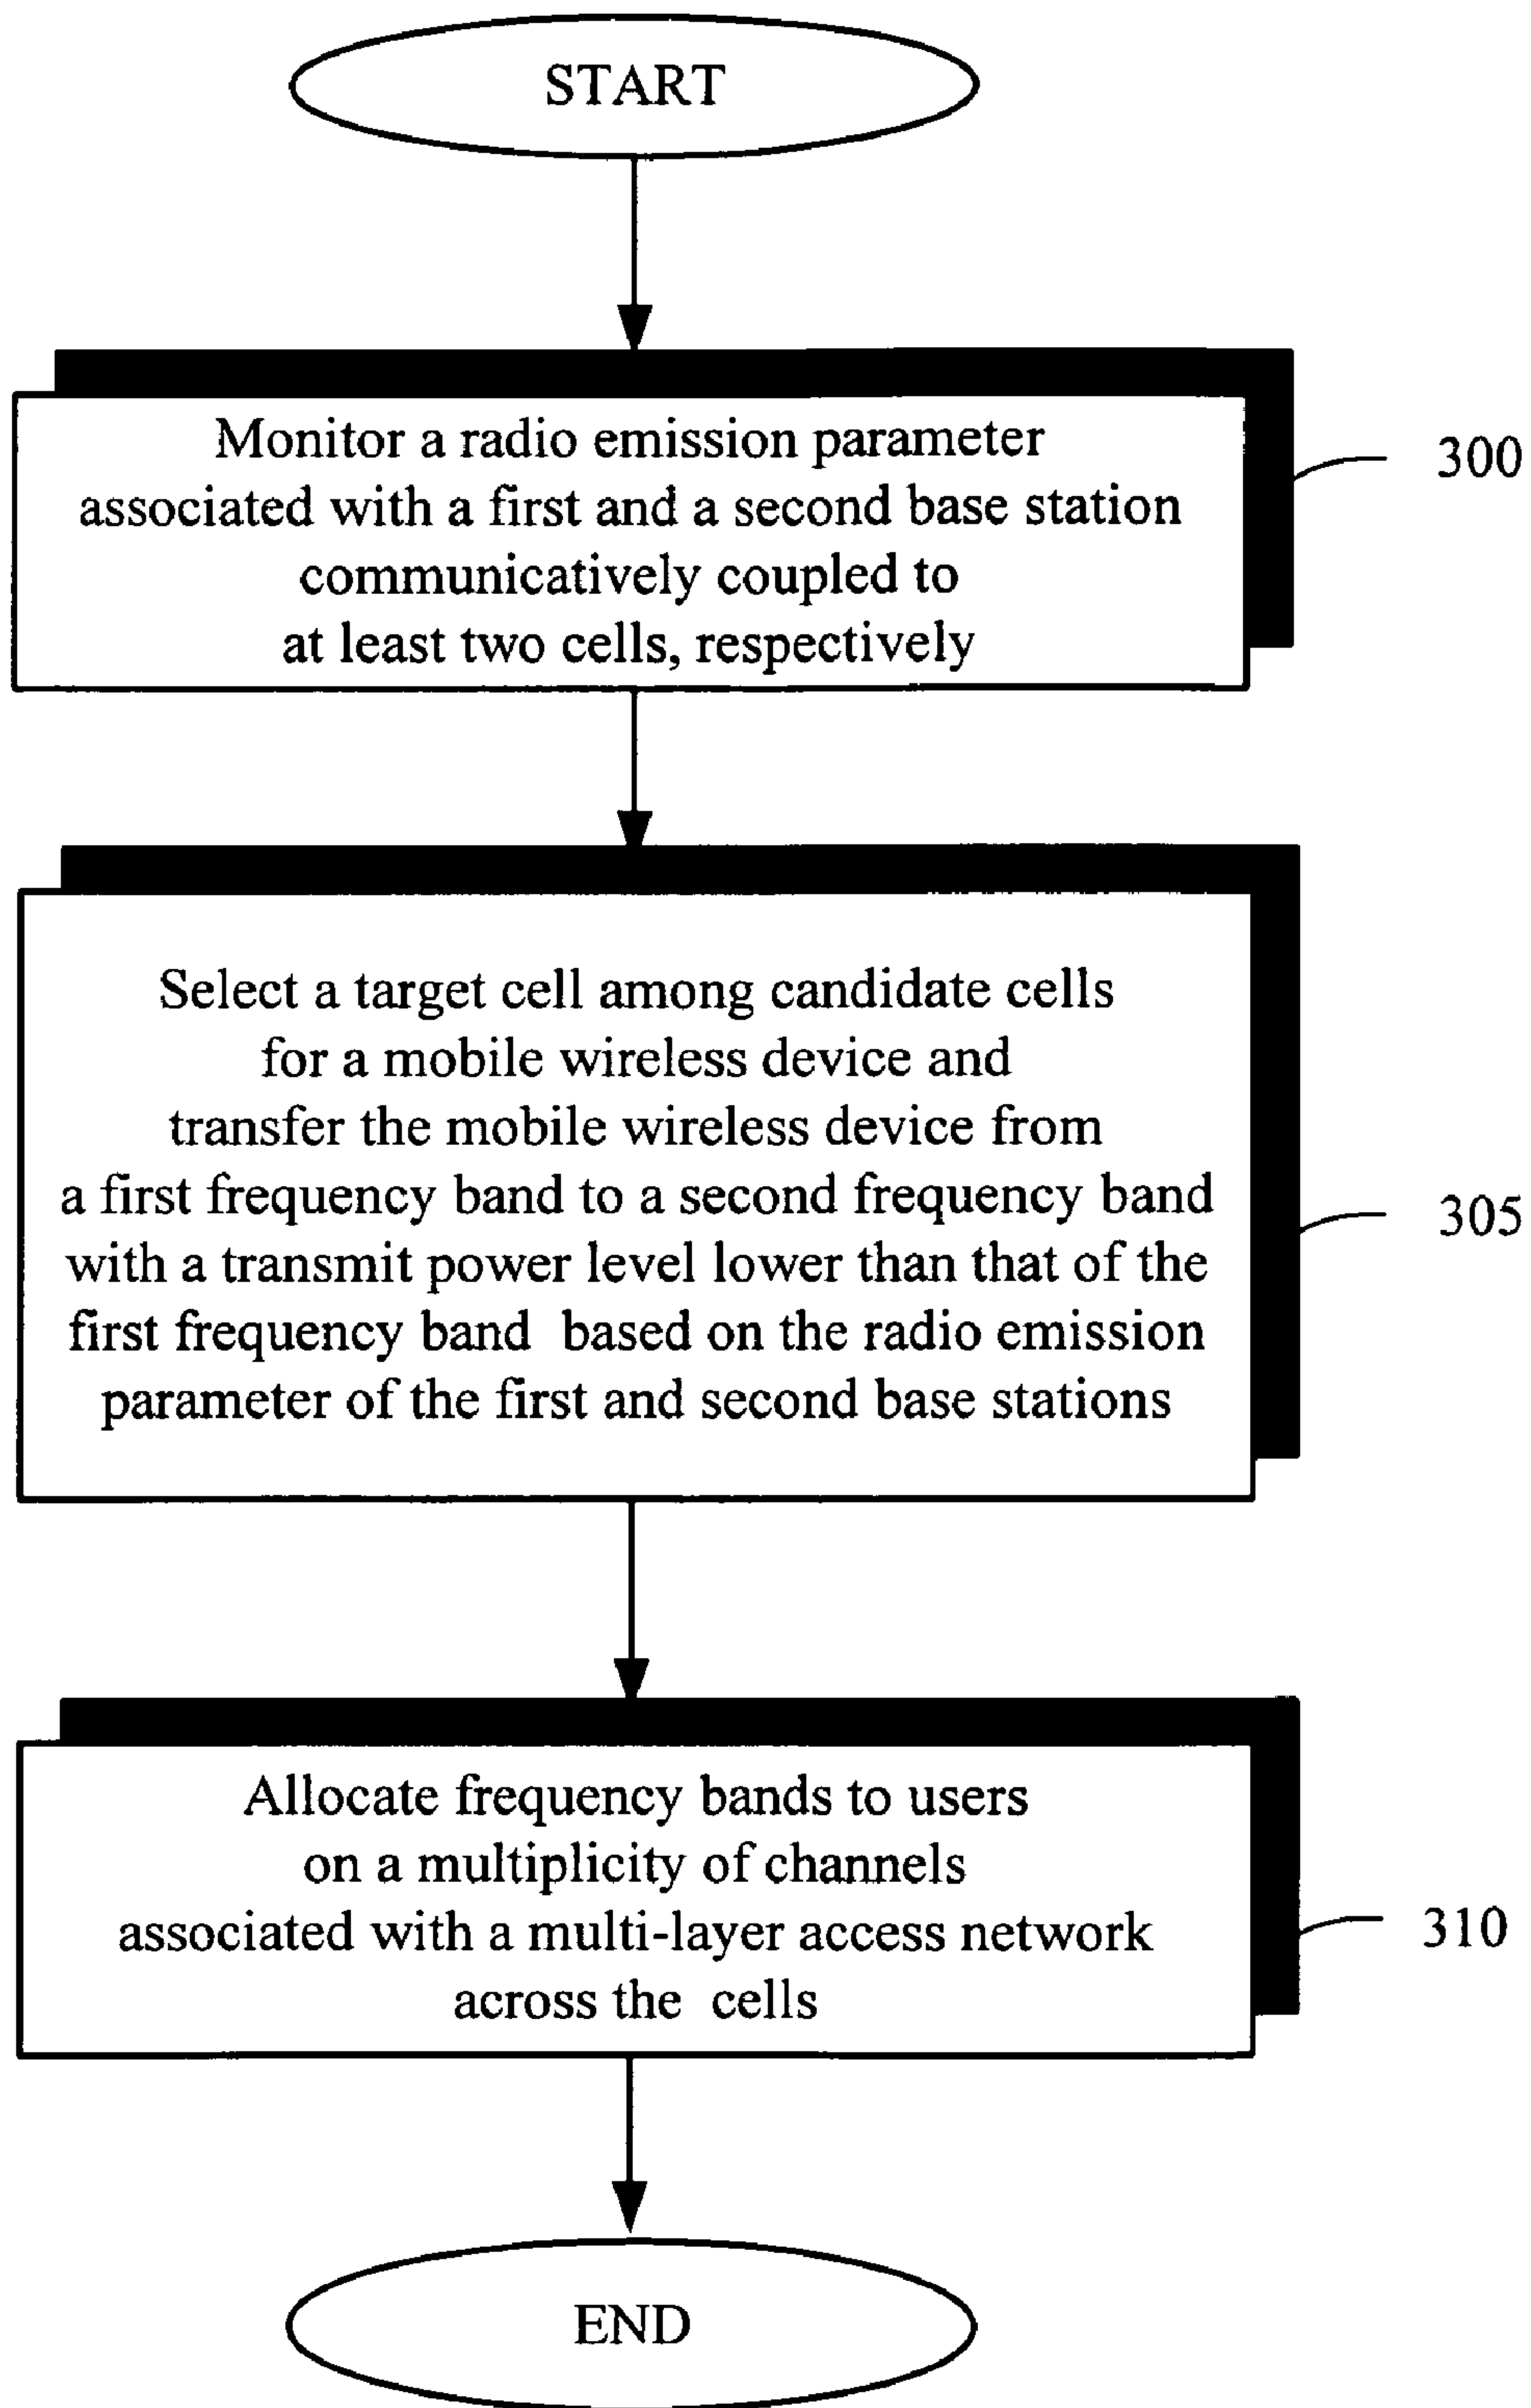 START
Monitor a radio emission parameter
associated with a first and a second base station
communicatively coupled to
at least two cells, respectively
300
Select a target cell among candidate cells
for a mobile wireless device and
transfer the mobile wireless device from
a first frequency band to a second frequency band
with a transmit power level lower than that of the
first frequency band based on the radio emission
parameter of the first and second base stations
305
Allocate frequency bands to users
on a multiplicity of channels
associated with a multi-layer access network
across the cells
310
END